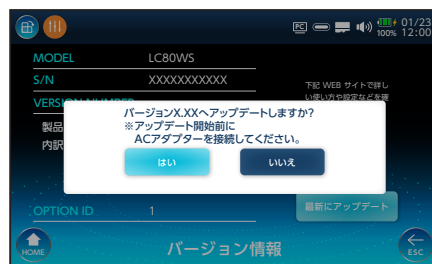 PC
01/23
100% 12:00
MODEL LC80WS
S/N XXXXXXXXXXX
下記 WEB サイトで詳し
い使い方や設定などを確
VERSION NUMBER
バージョンX.XXへアップデートしますか?
※アップデート開始前に
ACアダプターを接続してください。
製品
内訳
はい いいえ
OPTION ID 1
最新にアップデート
HOME
バージョン情報
ESC